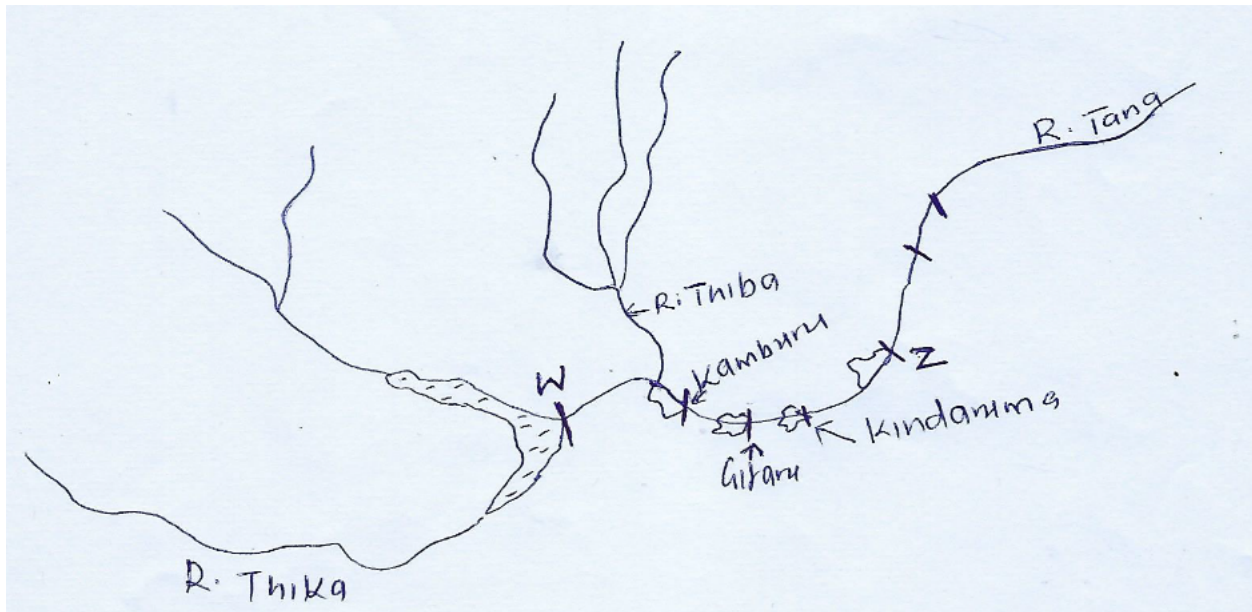 R. Tana
R. Thiba
W
Kamburu
Z
Kindaruma
Gitaru
R. Thika